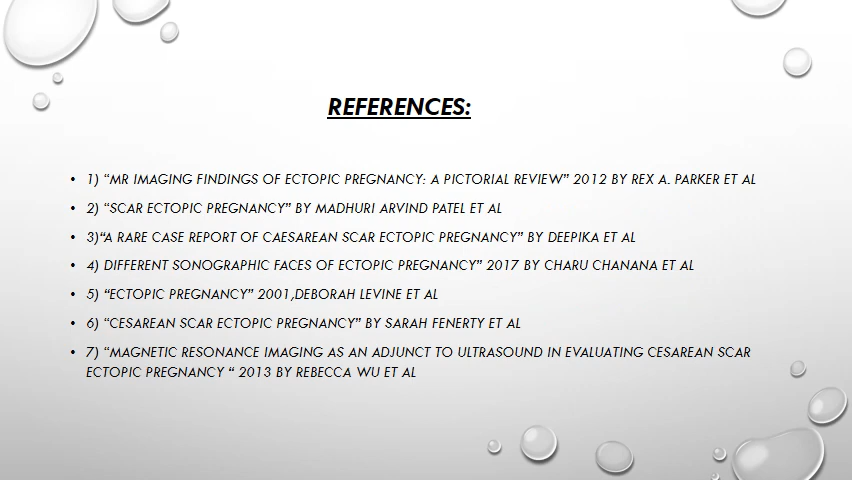 REFERENCES:
• 1) “MR IMAGING FINDINGS OF ECTOPIC PREGNANCY: A PICTORIAL REVIEW” 2012 BY REX A. PARKER ET AL
• 2) “SCAR ECTOPIC PREGNANCY” BY MADHURI ARVIND PATEL ET AL
• 3)“A RARE CASE REPORT OF CAESAREAN SCAR ECTOPIC PREGNANCY” BY DEEPIKA ET AL
• 4) DIFFERENT SONOGRAPHIC FACES OF ECTOPIC PREGNANCY” 2017 BY CHARU CHANANA ET AL
• 5) “ECTOPIC PREGNANCY” 2001,DEBORAH LEVINE ET AL
• 6) “CESAREAN SCAR ECTOPIC PREGNANCY” BY SARAH FENERTY ET AL
• 7) “MAGNETIC RESONANCE IMAGING AS AN ADJUNCT TO ULTRASOUND IN EVALUATING CESAREAN SCAR
ECTOPIC PREGNANCY “ 2013 BY REBECCA WU ET AL